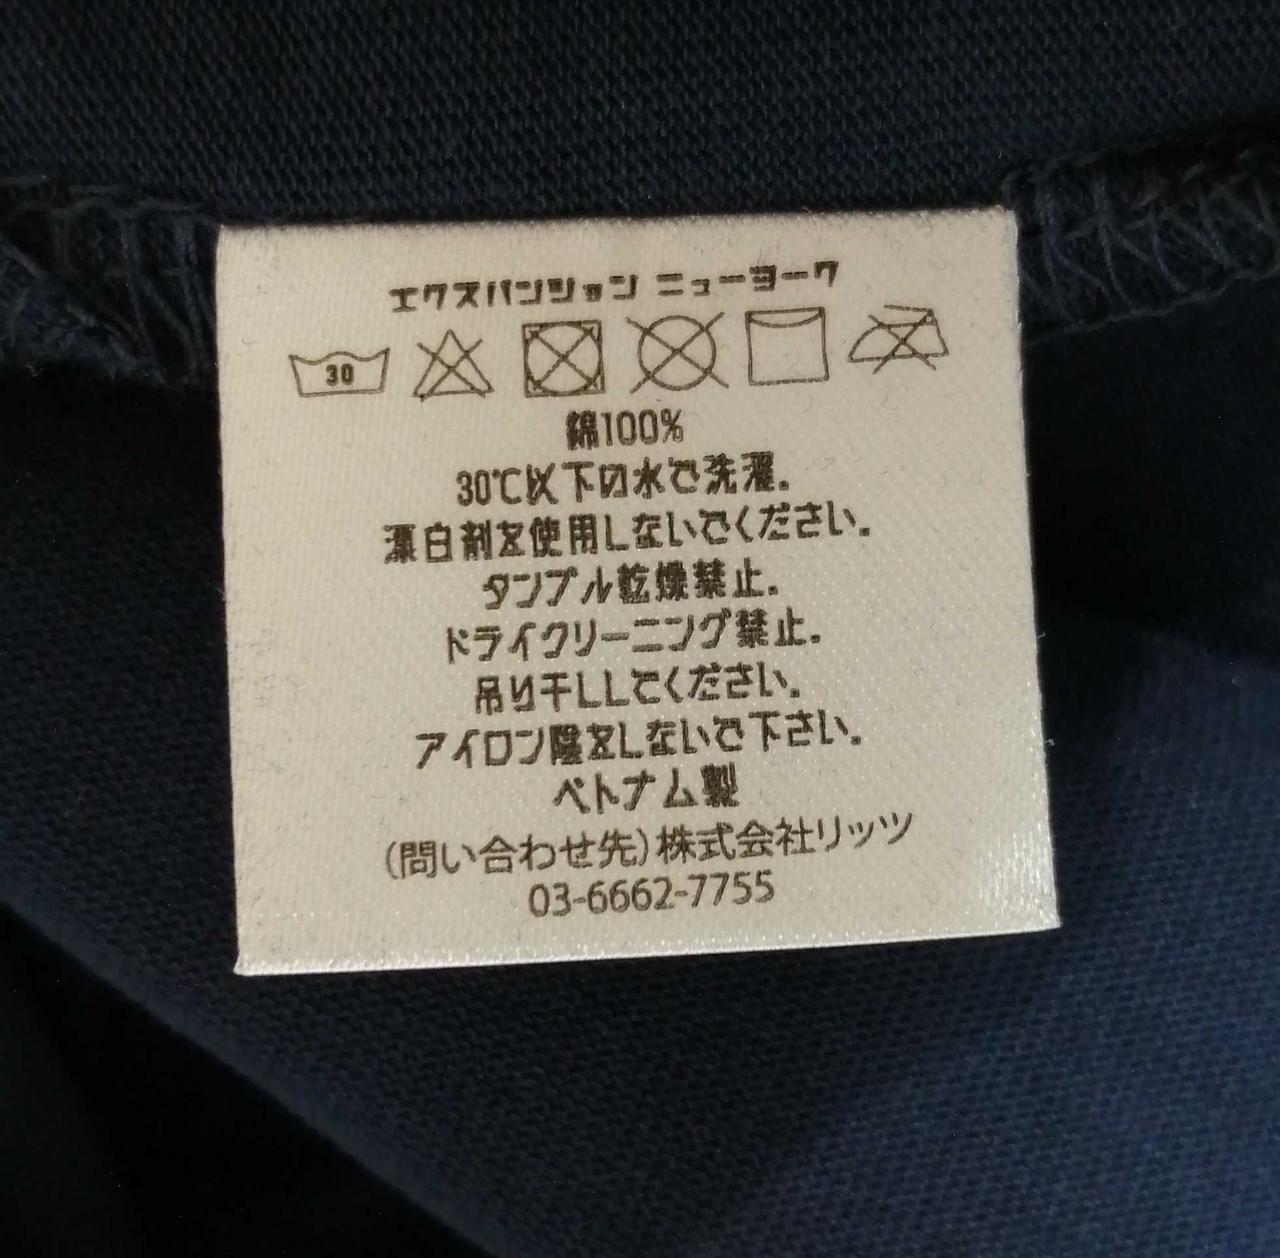 エクスパンション ニューヨーク
30
綿100%
30℃以下の水で洗濯.
漂白剤を使用しないでください.
タンブル乾燥禁止.
ドライクリーニング禁止.
吊り干ししてください.
アイロン陰をしないで下さい.
ベトナム製
(問い合わせ先)株式会社リッツ
03-6662-7755